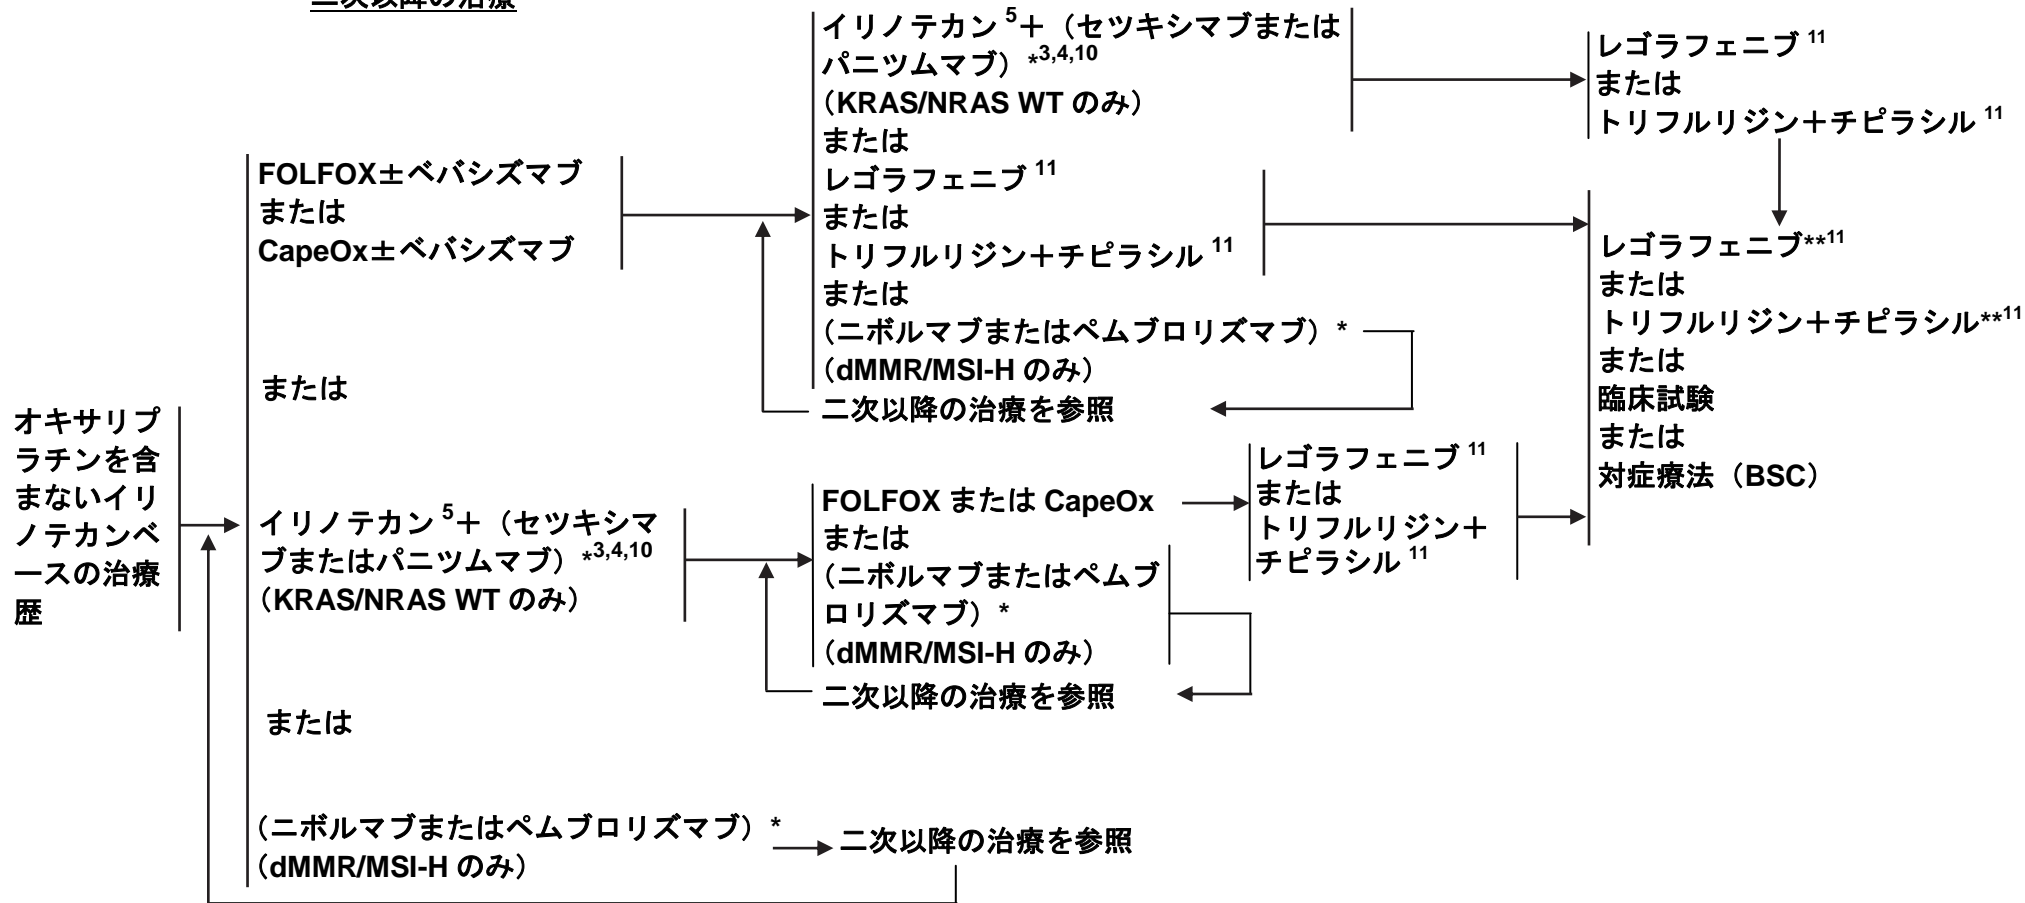 二次以降の治療
オキサリプ
ラチンを含
まないイリ
ノテカンベ
ースの治療
歴
FOLFOX±ベバシズマブ
または
CapeOx±ベバシズマブ
または
イリノテカン 5＋（セツキシマ
ブまたはパニツムマブ）*3,4,10
（KRAS/NRAS WT のみ）
または
（ニボルマブまたはペムブロリズマブ）*
（dMMR/MSI-H のみ）
イリノテカン 5＋（セツキシマブまたは
パニツムマブ）*3,4,10
（KRAS/NRAS WT のみ）
または
レゴラフェニブ 11
または
トリフルリジン＋チピラシル 11
または
（ニボルマブまたはペムブロリズマブ）*
（dMMR/MSI-H のみ）
二次以降の治療を参照
FOLFOX または CapeOx
または
（ニボルマブまたはペムブ
ロリズマブ）*
（dMMR/MSI-H のみ）
二次以降の治療を参照
二次以降の治療を参照
レゴラフェニブ 11
または
トリフルリジン＋
チピラシル 11
レゴラフェニブ 11
または
トリフルリジン＋チピラシル 11
レゴラフェニブ**11
または
トリフルリジン＋チピラシル**11
または
臨床試験
または
対症療法（BSC）